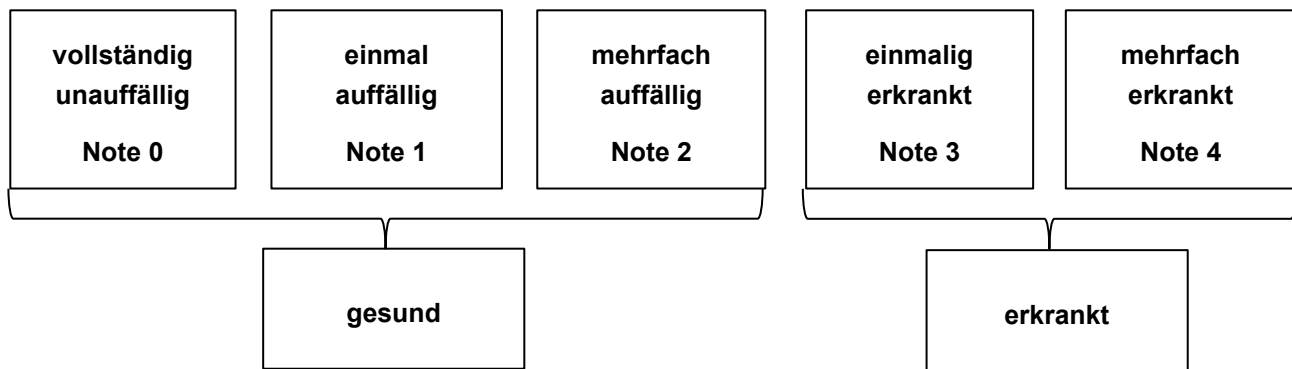 vollständig
unauffällig
Note 0
einmal
auffällig
Note 1
mehrfach
auffällig
Note 2
einmalig
erkrankt
Note 3
mehrfach
erkrankt
Note 4
gesund
erkrankt